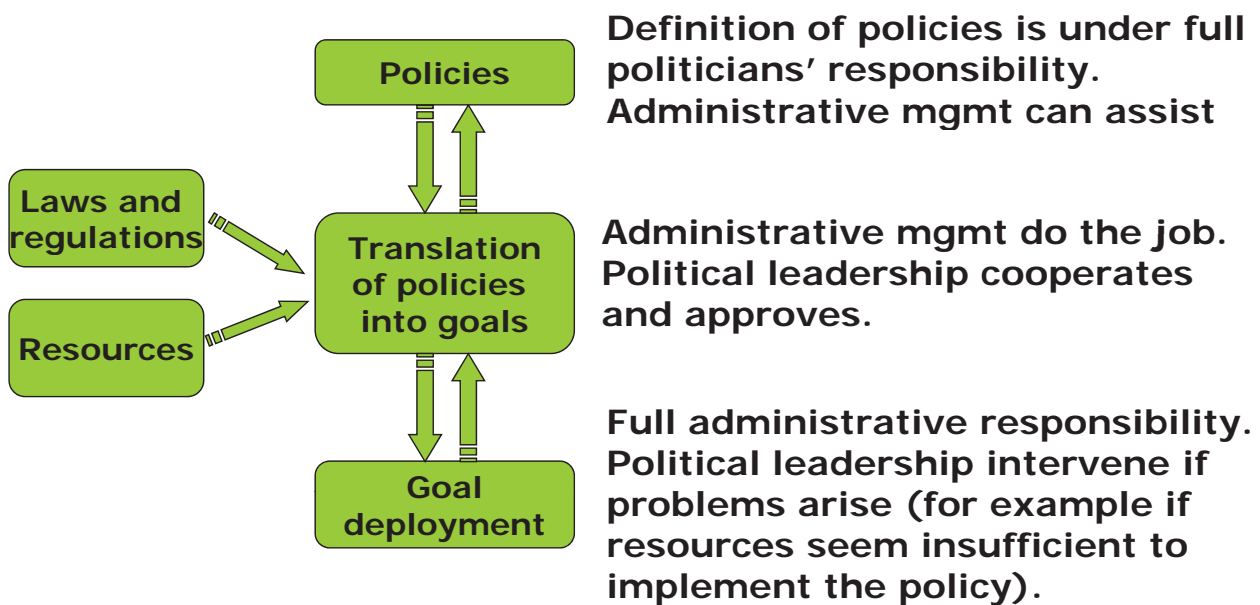 Policies
Definition of policies is under full
politicians’ responsibility.
Administrative mgmt can assist
Laws and
regulations
Resources
Translation
of policies
into goals
Administrative mgmt do the job.
Political leadership cooperates
and approves.
Goal
deployment
Full administrative responsibility.
Political leadership intervene if
problems arise (for example if
resources seem insufficient to
implement the policy).